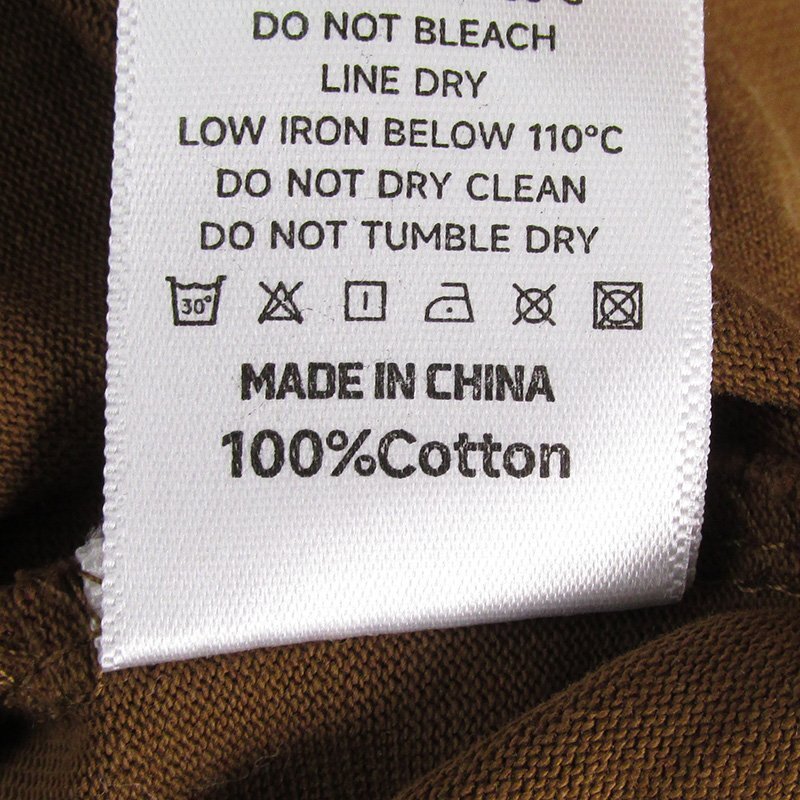 DO NOT BLEACH
LINE DRY
LOW IRON BELOW 110°C
DO NOT DRY CLEAN
DO NOT TUMBLE DRY
30°
MADE IN CHINA
100%Cotton